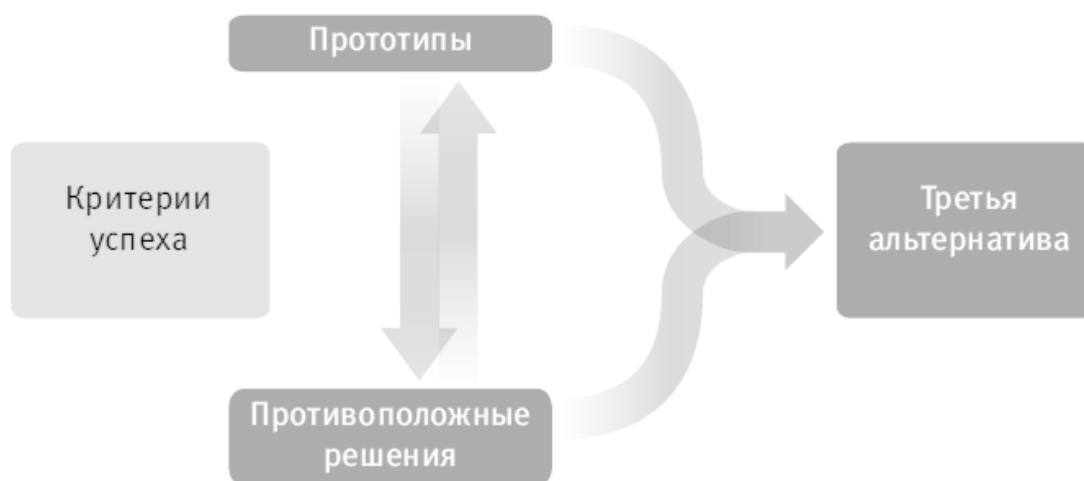 Прототипы
Критерии
успеха
Третья
альтернатива
Противоположные
решения